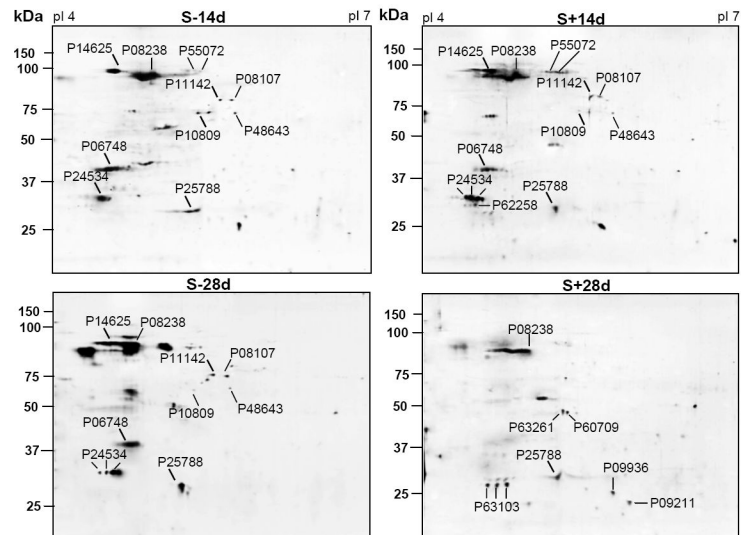 kDa pI 4 S-14d pI 7
150
100
75
50
37
25
P14625 P08238 P55072
P11142 P08107
P10809 P48643
P06748
P24534
P25788
kDa pI 4 S+14d pI 7
150
100
75
50
37
25
P14625 P08238 P55072
P11142 P08107
P10809 P48643
P06748
P24534
P62258
P25788
S-28d
150
100
75
50
37
25
P14625 P08238
P11142 P08107
P10809 P48643
P06748
P24534
P25788
S+28d
150
100
75
50
37
25
P08238
P63261 P60709
P25788
P09936
P63103
P09211